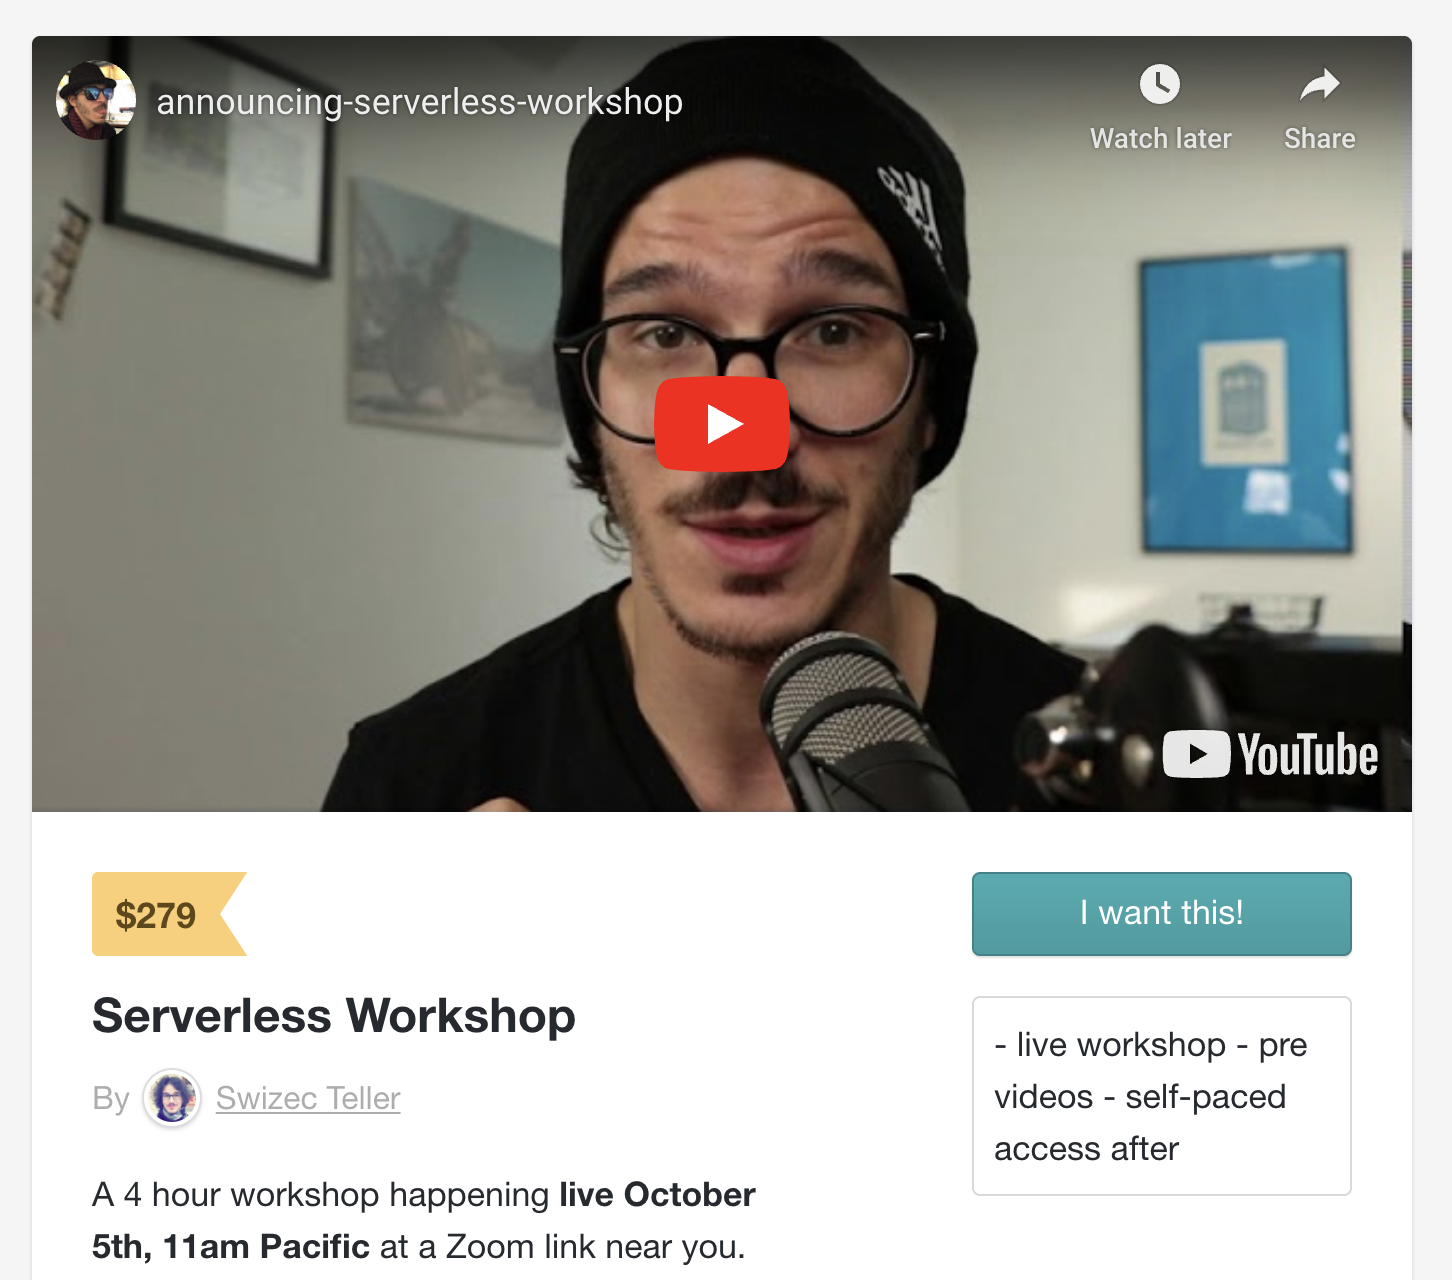 announcing-serverless-workshop
Watch later
Share
YouTube
$279
I want this!
Serverless Workshop
By Swizec Teller
- live workshop - pre
videos - self-paced
access after
A 4 hour workshop happening live October
5th, 11am Pacific at a Zoom link near you.